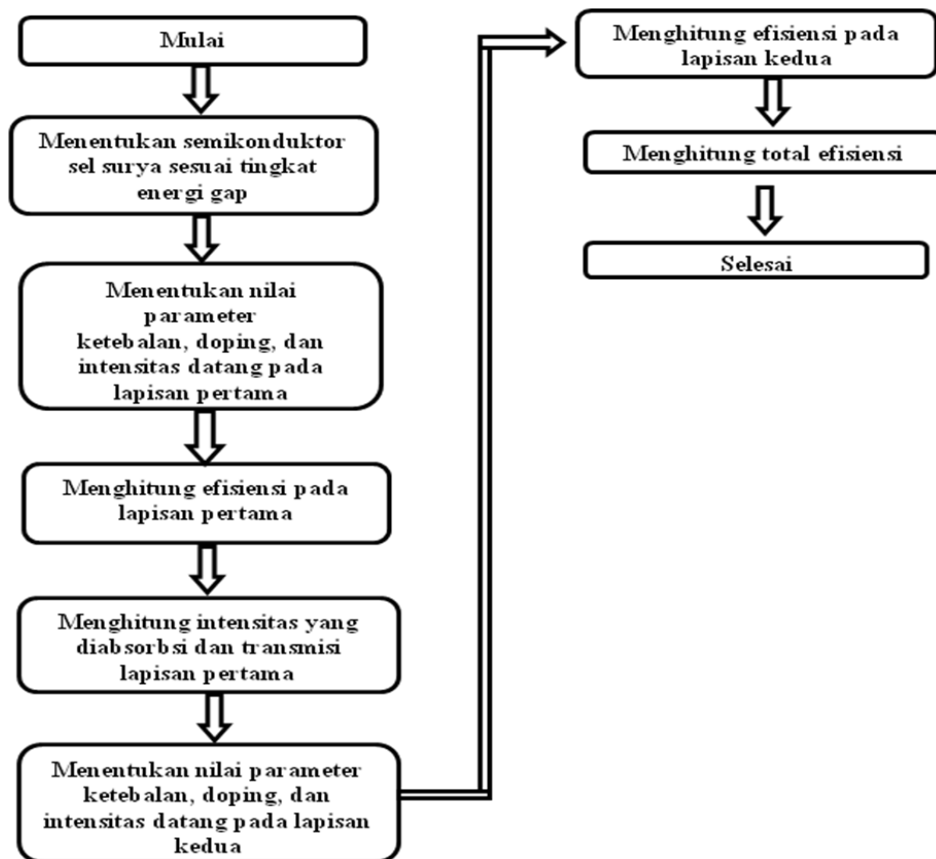 Mulai
Menentukan semikonduktor
sel surya sesuai tingkat
energi gap
Menentukan nilai
parameter
ketebalan, doping, dan
intensitas datang pada
lapisan pertama
Menghitung efisiensi pada
lapisan pertama
Menghitung intensitas yang
diabsorbsi dan transmisi
lapisan pertama
Menentukan nilai parameter
ketebalan, doping, dan
intensitas datang pada lapisan
kedua
Menghitung efisiensi pada
lapisan kedua
Menghitung total efisiensi
Selesai